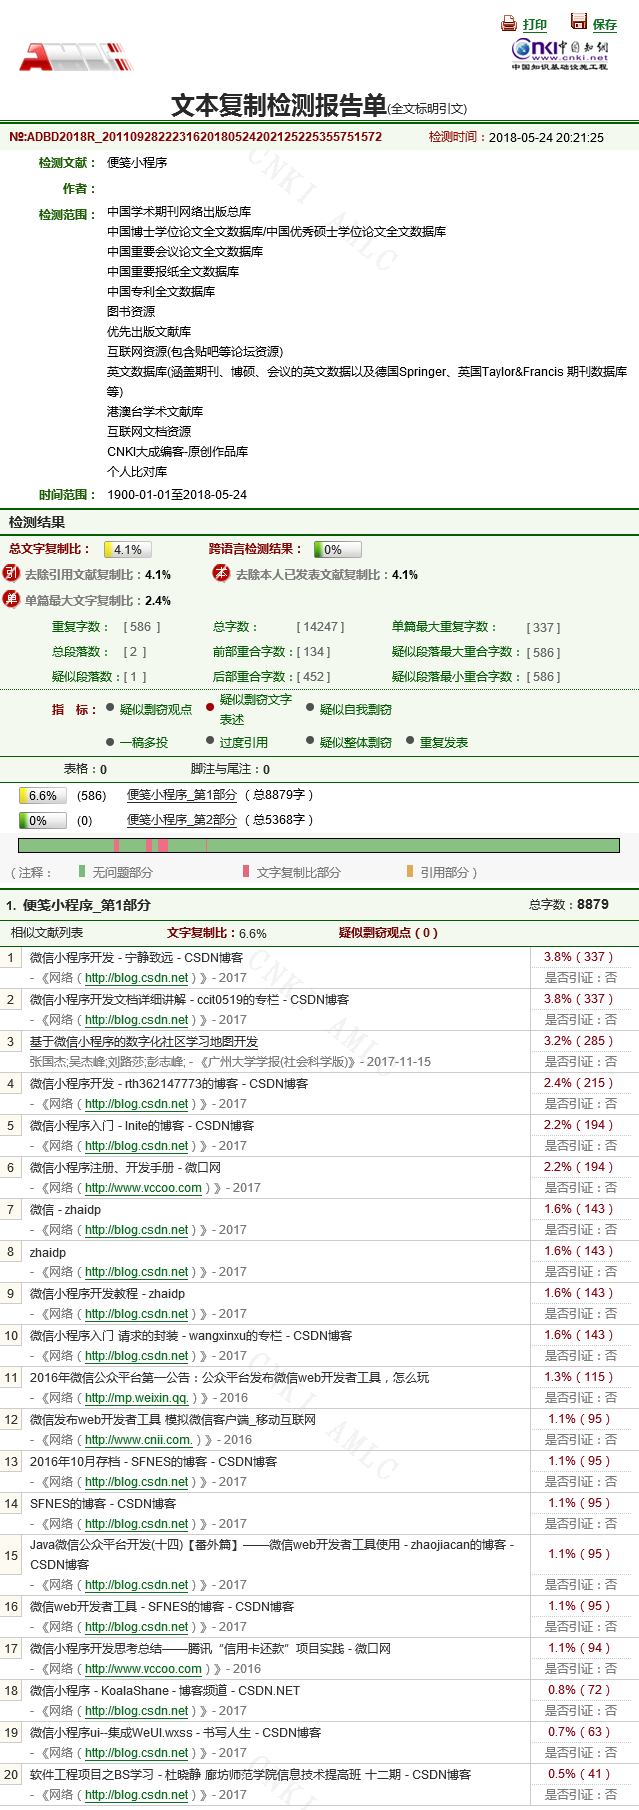 打印 保存
AMLC
CNKI中国知网
www.cnki.net
中国知识基础设施工程
文本复制检测报告单(全文标明引文)
№:ADBD2018R_20110928222316201805242021252253557515​72 检测时间：2018-05-24 20:21:25
检测文献： 便笺小程序
作者：
检测范围： 中国学术期刊网络出版总库
中国博士学位论文全文数据库/中国优秀硕士学位论文全文数据库
中国重要会议论文全文数据库
中国重要报纸全文数据库
中国专利全文数据库
图书资源
优先出版文献库
互联网资源(包含贴吧等论坛资源)
英文数据库(涵盖期刊、博硕、会议的英文数据以及德国Springer、英国Taylor&Francis 期刊数据库
等)
港澳台学术文献库
互联网文档资源
CNKI大成编客-原创作品库
个人比对库
时间范围： 1900-01-01至2018-05-24
检测结果
总文字复制比： 4.1% 跨语言检测结果： 0%
引 去除引用文献复制比：4.1% 本 去除本人已发表文献复制比：4.1%
单 单篇最大文字复制比：2.4%
重复字数： [ 586 ] 总字数： [ 14247 ] 单篇最大重复字数： [ 337 ]
总段落数： [ 2 ] 前部重合字数：[ 134 ] 疑似段落最大重合字数： [ 586 ]
疑似段落数：[ 1 ] 后部重合字数：[ 452 ] 疑似段落最小重合字数： [ 586 ]
指 标： 疑似剽窃观点 疑似剽窃文字
表述 疑似自我剽窃
一稿多投 过度引用 疑似整体剽窃 重复发表
表格：0 脚注与尾注：0
6.6% (586) 便笺小程序_第1部分 （总8879字）
0% (0) 便笺小程序_第2部分 （总5368字）
（注释： 无问题部分 文字复制比部分 引用部分）
1. 便笺小程序_第1部分 总字数：8879
相似文献列表 文字复制比：6.6% 疑似剽窃观点（0）
1 微信小程序开发 - 宁静致远 - CSDN博客 3.8%（337）
- 《网络（http://blog.csdn.net）》- 2017 是否引证：否
2 微信小程序开发文档详细讲解 - ccit0519的专栏 - CSDN博客 3.8%（337）
- 《网络（http://blog.csdn.net）》- 2017 是否引证：否
3 基于微信小程序的数字化社区学习地图开发 3.2%（285）
张国杰;吴杰峰;刘路莎;彭志峰; - 《广州大学学报(社会科学版)》- 2017-11-15 是否引证：否
4 微信小程序开发 - rth362147773的博客 - CSDN博客 2.4%（215）
- 《网络（http://blog.csdn.net）》- 2017 是否引证：否
5 微信小程序入门 - Inite的博客 - CSDN博客 2.2%（194）
- 《网络（http://blog.csdn.net）》- 2017 是否引证：否
6 微信小程序注册、开发手册 - 微口网 2.2%（194）
- 《网络（http://www.vccoo.com）》- 2017 是否引证：否
7 微信 - zhaidp 1.6%（143）
- 《网络（http://blog.csdn.net）》- 2017 是否引证：否
8 zhaidp 1.6%（143）
- 《网络（http://blog.csdn.net）》- 2017 是否引证：否
9 微信小程序开发教程 - zhaidp 1.6%（143）
- 《网络（http://blog.csdn.net）》- 2017 是否引证：否
10 微信小程序入门 请求的封装 - wangxinxu的专栏 - CSDN博客 1.6%（143）
- 《网络（http://blog.csdn.net）》- 2017 是否引证：否
11 2016年微信公众平台第一公告：公众平台发布微信web开发者工具，怎么玩 1.3%（115）
- 《网络（http://mp.weixin.qq.）》- 2016 是否引证：否
12 微信发布web开发者工具 模拟微信客户端_移动互联网 1.1%（95）
- 《网络（http://www.cnii.com.）》- 2016 是否引证：否
13 2016年10月存档 - SFNES的博客 - CSDN博客 1.1%（95）
- 《网络（http://blog.csdn.net）》- 2017 是否引证：否
14 SFNES的博客 - CSDN博客 1.1%（95）
- 《网络（http://blog.csdn.net）》- 2017 是否引证：否
15 Java微信公众平台开发(十四)【番外篇】——微信web开发者工具使用 - zhaojiacan的博客 -
CSDN博客 1.1%（95）
- 《网络（http://blog.csdn.net）》- 2017 是否引证：否
16 微信web开发者工具 - SFNES的博客 - CSDN博客 1.1%（95）
- 《网络（http://blog.csdn.net）》- 2017 是否引证：否
17 微信小程序开发思考总结——腾讯“信用卡还款”项目实践 - 微口网 1.1%（94）
- 《网络（http://www.vccoo.com）》- 2016 是否引证：否
18 微信小程序 - KoalaShane - 博客频道 - CSDN.NET 0.8%（72）
- 《网络（http://blog.csdn.net）》- 2017 是否引证：否
19 微信小程序ui--集成WeUI.wxss - 书写人生 - CSDN博客 0.7%（63）
- 《网络（http://blog.csdn.net）》- 2017 是否引证：否
20 软件工程项目之BS学习 - 杜晓静 廊坊师范学院信息技术提高班 十二期 - CSDN博客 0.5%（41）
- 《网络（http://blog.csdn.net）》- 2017 是否引证：否